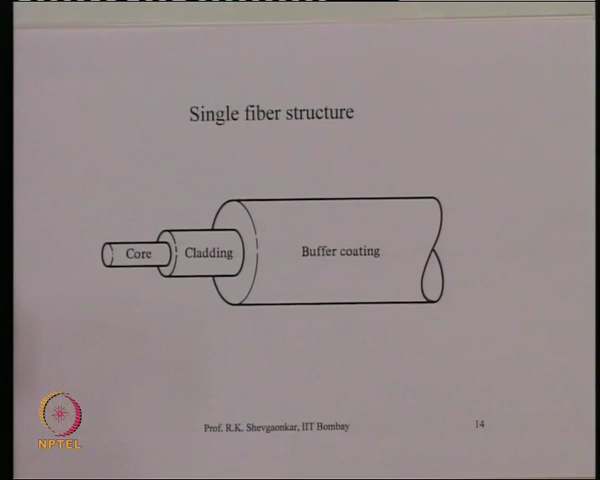 Single fiber structure
Core
Cladding
Buffer coating
NPTEL
Prof. R.K. Shevgaonkar, IIT Bombay
14